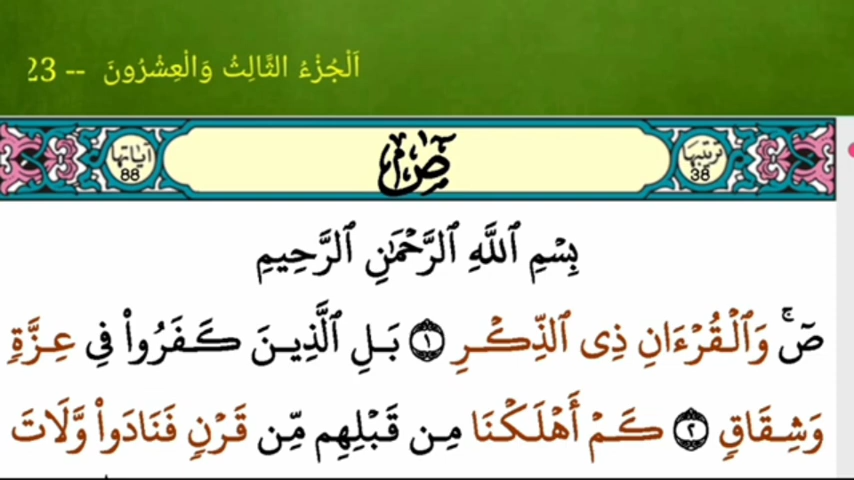 اَلْجُزْءُ الثَّالِثُ وَالْعِشْرُونَ -- 23
تَرتيبها 38
آياتها 88
بِسْمِ ٱللَّهِ ٱلرَّحْمَٰنِ ٱلرَّحِيمِ
صٓ ۚ وَٱلْقُرْءَانِ ذِى ٱلذِّكْرِ ١ بَلِ ٱلَّذِينَ كَفَرُوا۟ فِى عِزَّةٍ
وَشِقَاقٍ ٢ كَمْ أَهْلَكْنَا مِن قَبْلِهِم مِّن قَرْنٍ فَنَادَوا۟ وَّلَاتَ